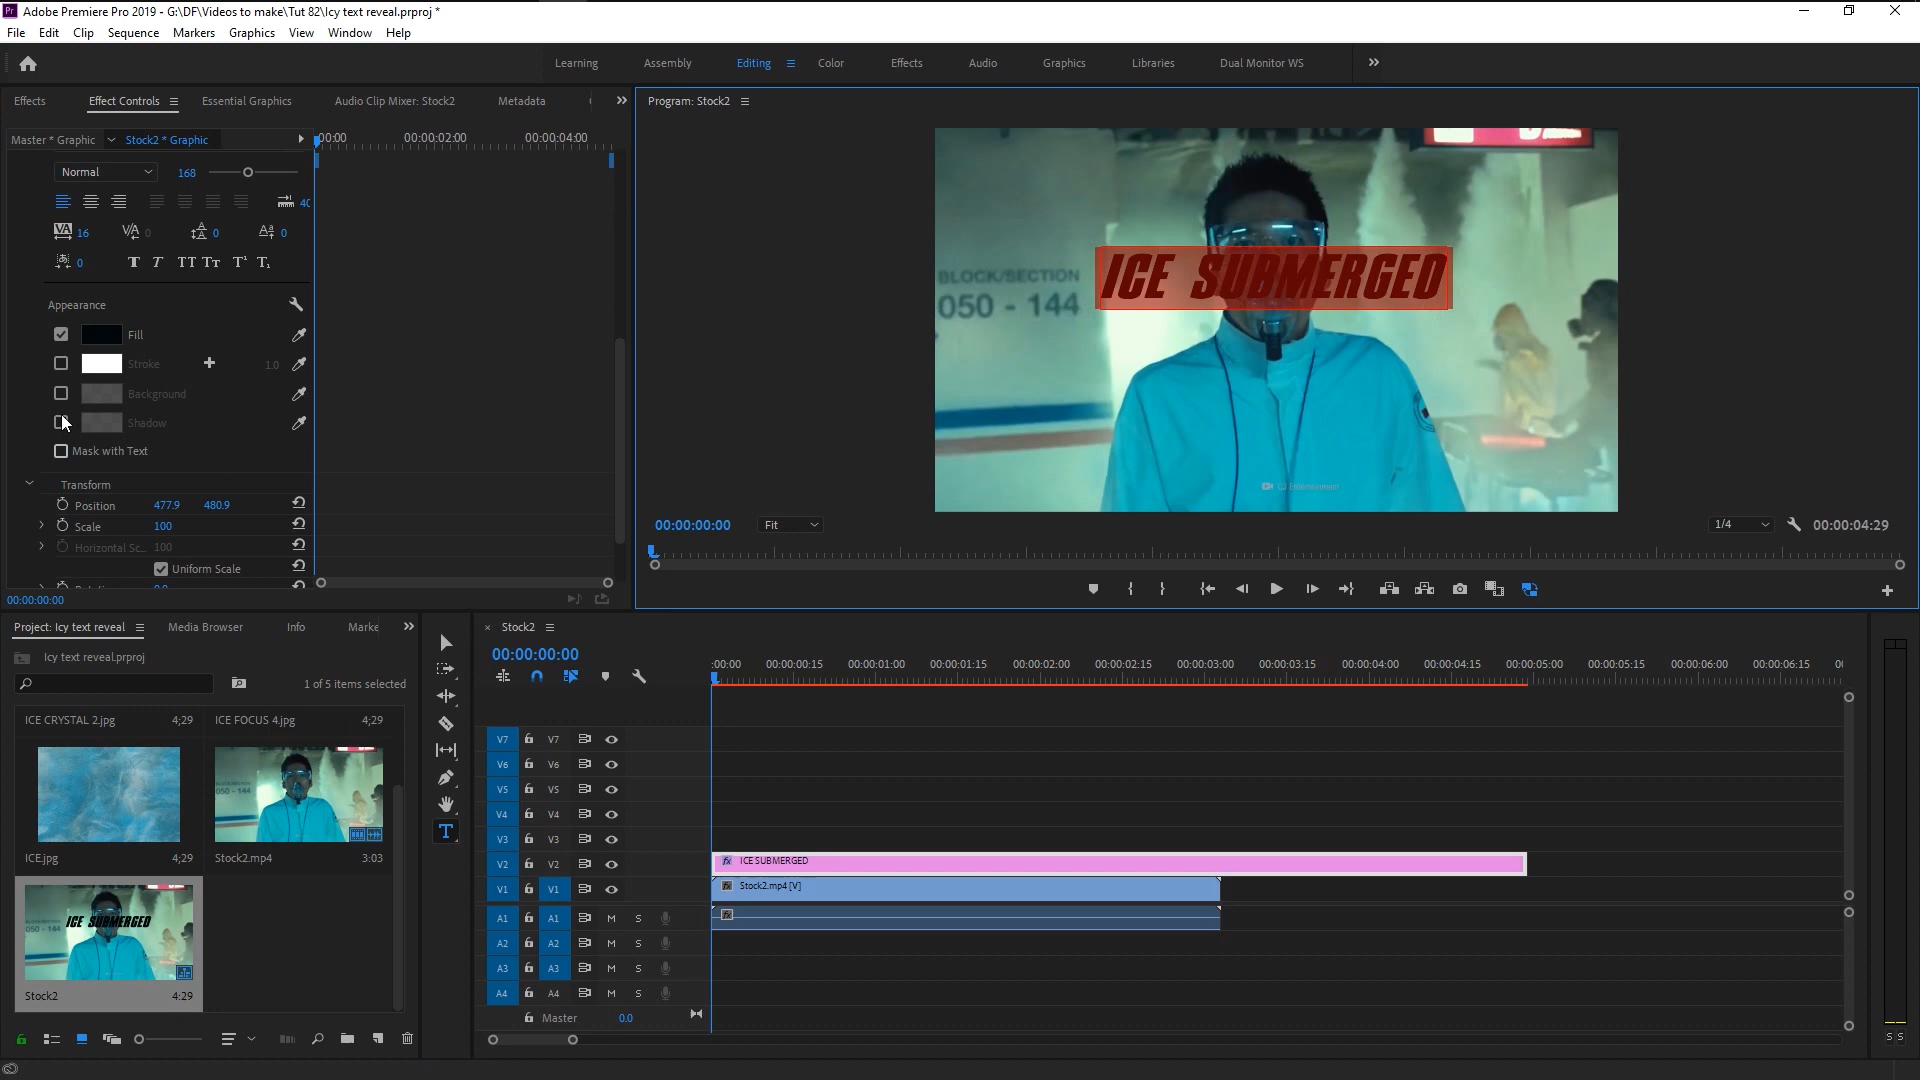 Adobe Premiere Pro 2019 - G:\DF\Videos to make\Tut 82\Icy text reveal.prproj *
File Edit Clip Sequence Markers Graphics View Window Help
Learning Assembly Editing Color Effects Audio Graphics Libraries Dual Monitor WS
Effects Effect Controls Essential Graphics Audio Clip Mixer: Stock2 Metadata
Program: Stock2
Master * Graphic Stock2 * Graphic
:00:00 00:00:02:00 00:00:04:00
Normal 168
40
16 0 0 0
0
Appearance
Fill
Stroke 1.0
Background
Shadow
Mask with Text
Transform
Position 477.9 480.9
Scale 100
Horizontal Sc... 100
Uniform Scale
00:00:00:00
BLOCK/SECTION
050 - 144
ICE SUBMERGED
00:00:00:00 Fit 1/4 00:00:04:29
Project: Icy text reveal Media Browser Info Marke
Icy text reveal.prproj
1 of 5 items selected
ICE CRYSTAL 2.jpg 4;29 ICE FOCUS 4.jpg 4;29
ICE.jpg 4;29 Stock2.mp4 3:03
ICE SUBMERGED
Stock2 4:29
Stock2
00:00:00:00
:00:00 00:00:00:15 00:00:01:00 00:00:01:15 00:00:02:00 00:00:02:15 00:00:03:00 00:00:03:15 00:00:04:00 00:00:04:15 00:00:05:00 00:00:05:15 00:00:06:00 00:00:06:15
V7 V7
V6 V6
V5 V5
V4 V4
V3 V3
V2 V2 ICE SUBMERGED
V1 V1 Stock2.mp4 [V]
A1 A1 M S
A2 A2 M S
A3 A3 M S
A4 A4 M S
Master 0.0
S S